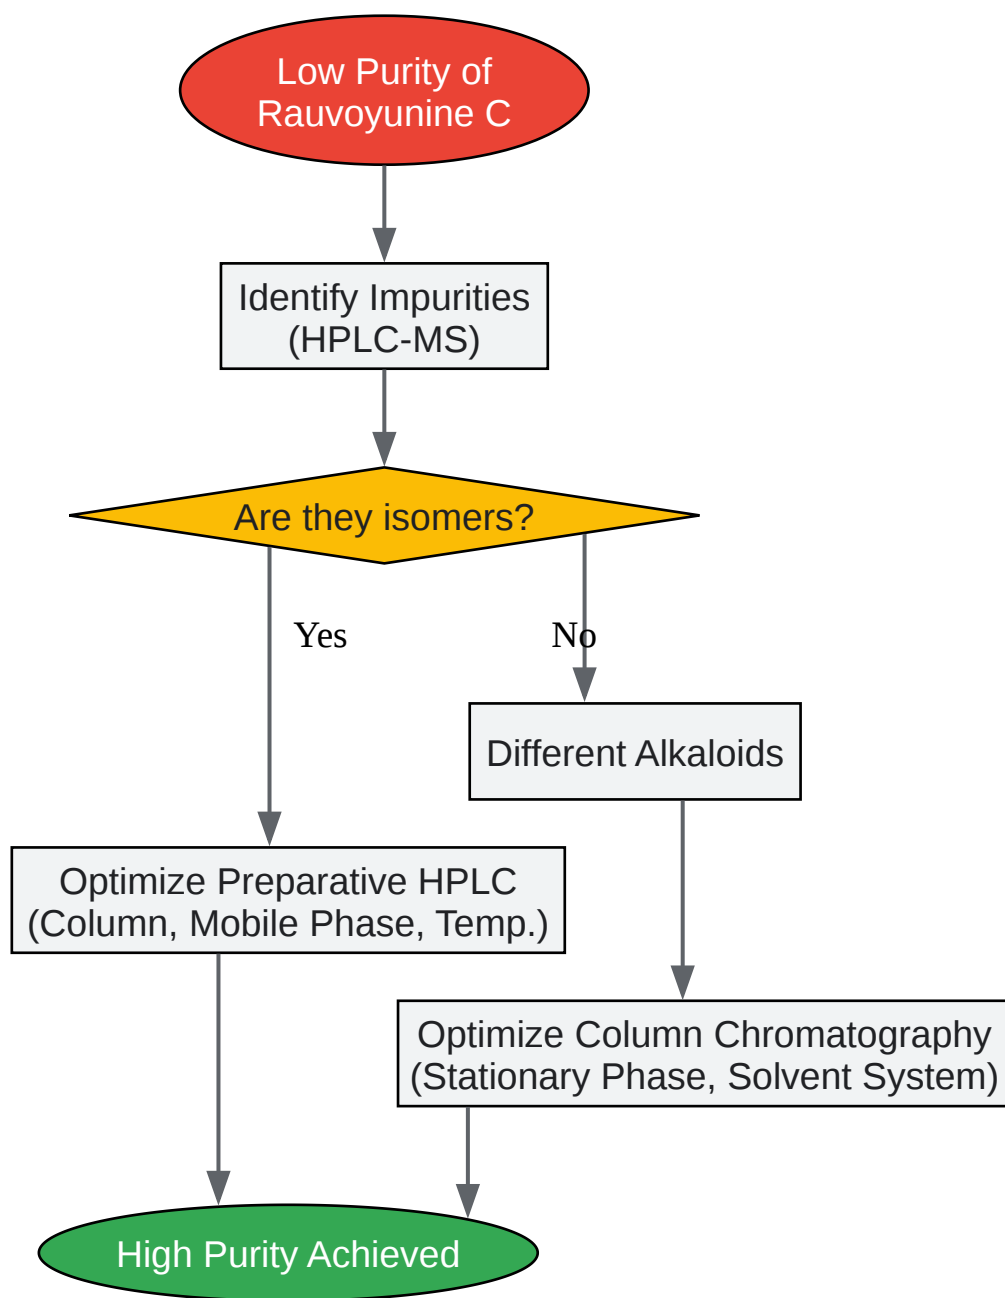 Low Purity of
Rauvoyunine C
Identify Impurities
(HPLC-MS)
Are they isomers?
Yes
No
Different Alkaloids
Optimize Preparative HPLC
(Column, Mobile Phase, Temp.)
Optimize Column Chromatography
(Stationary Phase, Solvent System)
High Purity Achieved